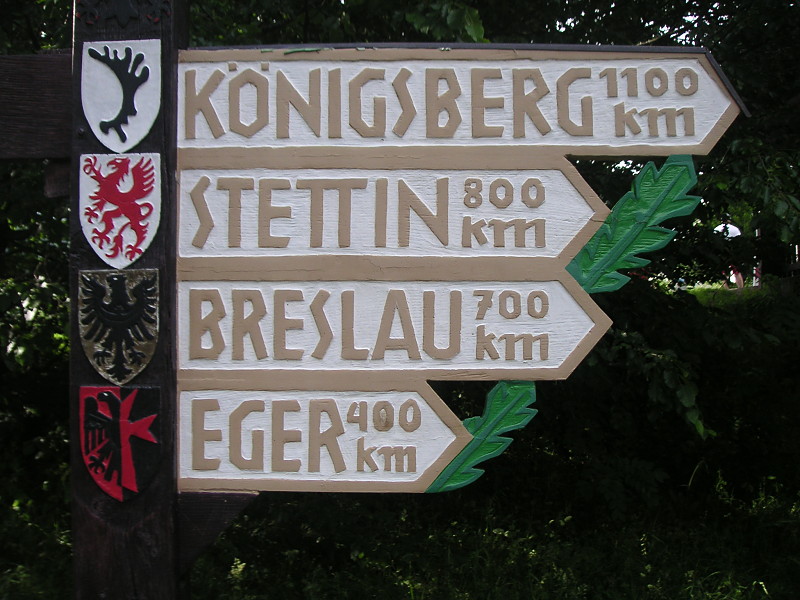 KÖNIGSBERG 1100 km
STETTIN 800 km
BRESLAU 700 km
EGER 400 km